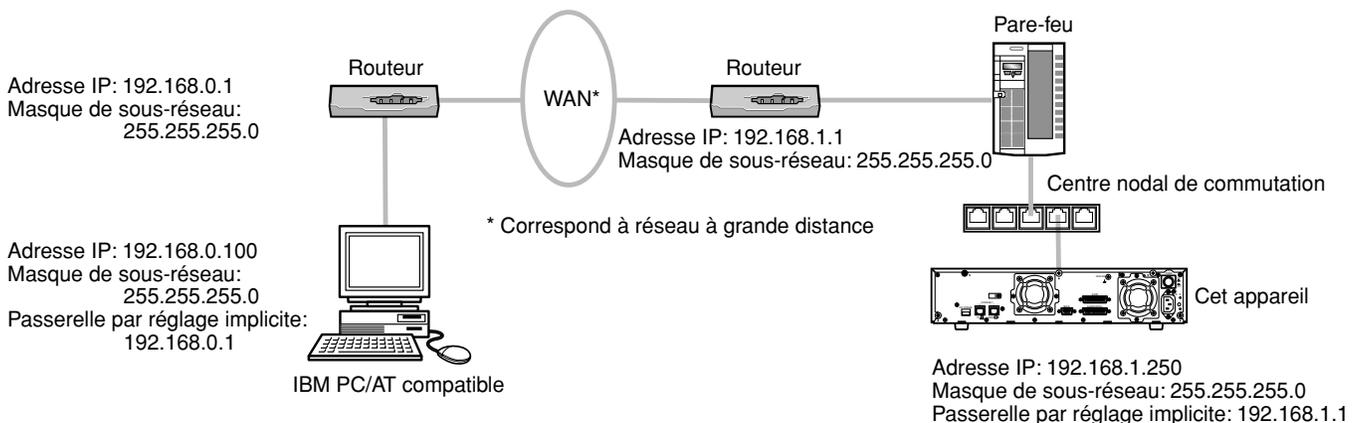 Pare-feu
Routeur
Routeur
Adresse IP: 192.168.0.1
Masque de sous-réseau:
255.255.255.0
WAN*
Adresse IP: 192.168.1.1
Masque de sous-réseau: 255.255.255.0
Centre nodal de commutation
* Correspond à réseau à grande distance
Adresse IP: 192.168.0.100
Masque de sous-réseau:
255.255.255.0
Passerelle par réglage implicite:
192.168.0.1
IBM PC/AT compatible
Cet appareil
Adresse IP: 192.168.1.250
Masque de sous-réseau: 255.255.255.0
Passerelle par réglage implicite: 192.168.1.1